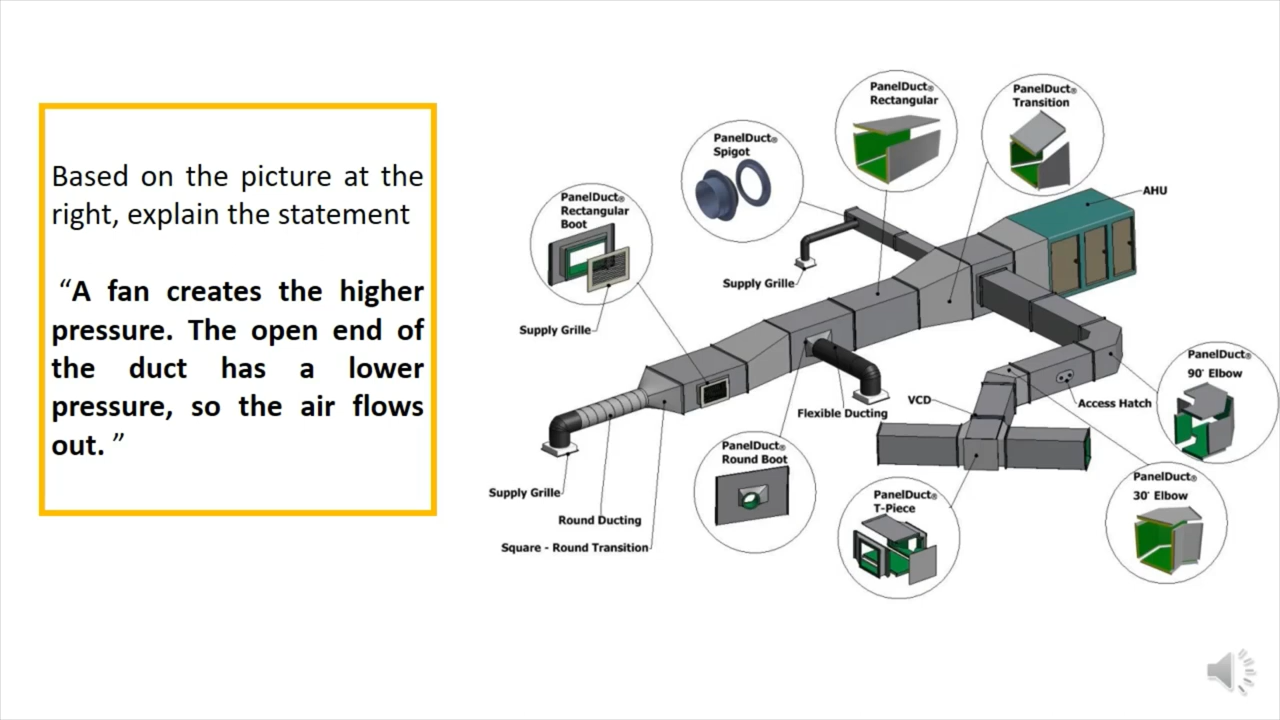 Based on the picture at the
right, explain the statement
“A fan creates the higher
pressure. The open end of
the duct has a lower
pressure, so the air flows
out. ”
PanelDuct®
Rectangular
PanelDuct®
Transition
PanelDuct®
Spigot
PanelDuct®
Rectangular
Boot
AHU
Supply Grille
Supply Grille
PanelDuct®
90° Elbow
VCD
Access Hatch
Flexible Ducting
PanelDuct®
Round Boot
PanelDuct®
30° Elbow
Supply Grille
PanelDuct®
T-Piece
Round Ducting
Square - Round Transition